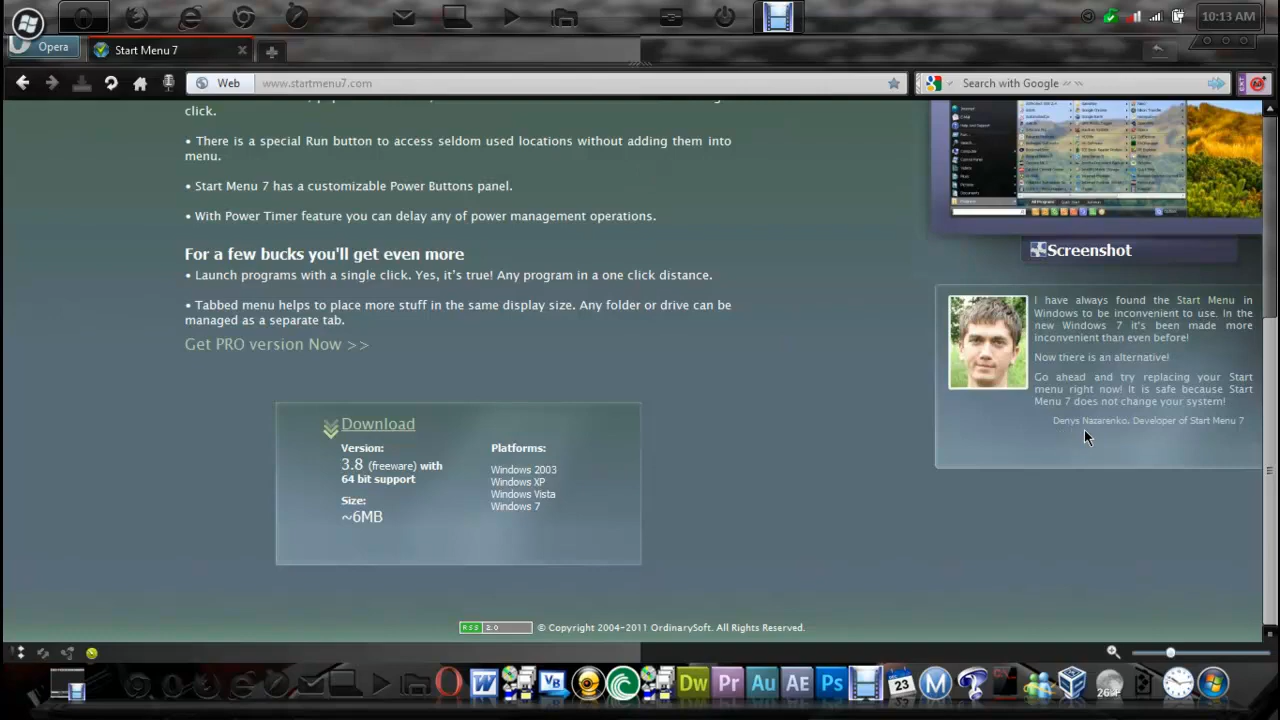 10:13 AM
Opera
Start Menu 7
Web
www.startmenu7.com
Search with Google
click.
• There is a special Run button to access seldom used locations without adding them into
menu.
• Start Menu 7 has a customizable Power Buttons panel.
• With Power Timer feature you can delay any of power management operations.
For a few bucks you'll get even more
• Launch programs with a single click. Yes, it's true! Any program in a one click distance.
• Tabbed menu helps to place more stuff in the same display size. Any folder or drive can be
managed as a separate tab.
Get PRO version Now >>
Download
Version:
3.8 (freeware) with
64 bit support
Size:
~6MB
Platforms:
Windows 2003
Windows XP
Windows Vista
Windows 7
Screenshot
I have always found the Start Menu in
Windows to be inconvenient to use. In the
new Windows 7 it's been made more
inconvenient than even before!
Now there is an alternative!
Go ahead and try replacing your Start
menu right now! It is safe because Start
Menu 7 does not change your system!
Denys Nazarenko, Developer of Start Menu 7
RSS 2.0
© Copyright 2004-2011 OrdinarySoft. All Rights Reserved.
Dw Pr Au AE Ps
23